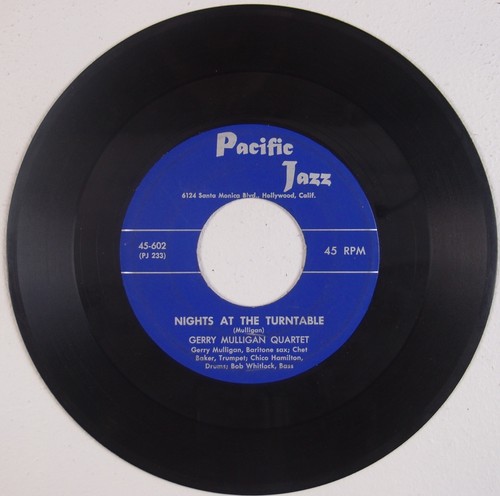 Pacific
Jazz
6124 Santa Monica Blvd., Hollywood, Calif.
45-602
(PJ 233)
45 RPM
NIGHTS AT THE TURNTABLE
(Mulligan)
GERRY MULLIGAN QUARTET
Gerry Mulligan, Baritone sax; Chet
Baker, Trumpet; Chico Hamilton,
Drums; Bob Whitlock, Bass